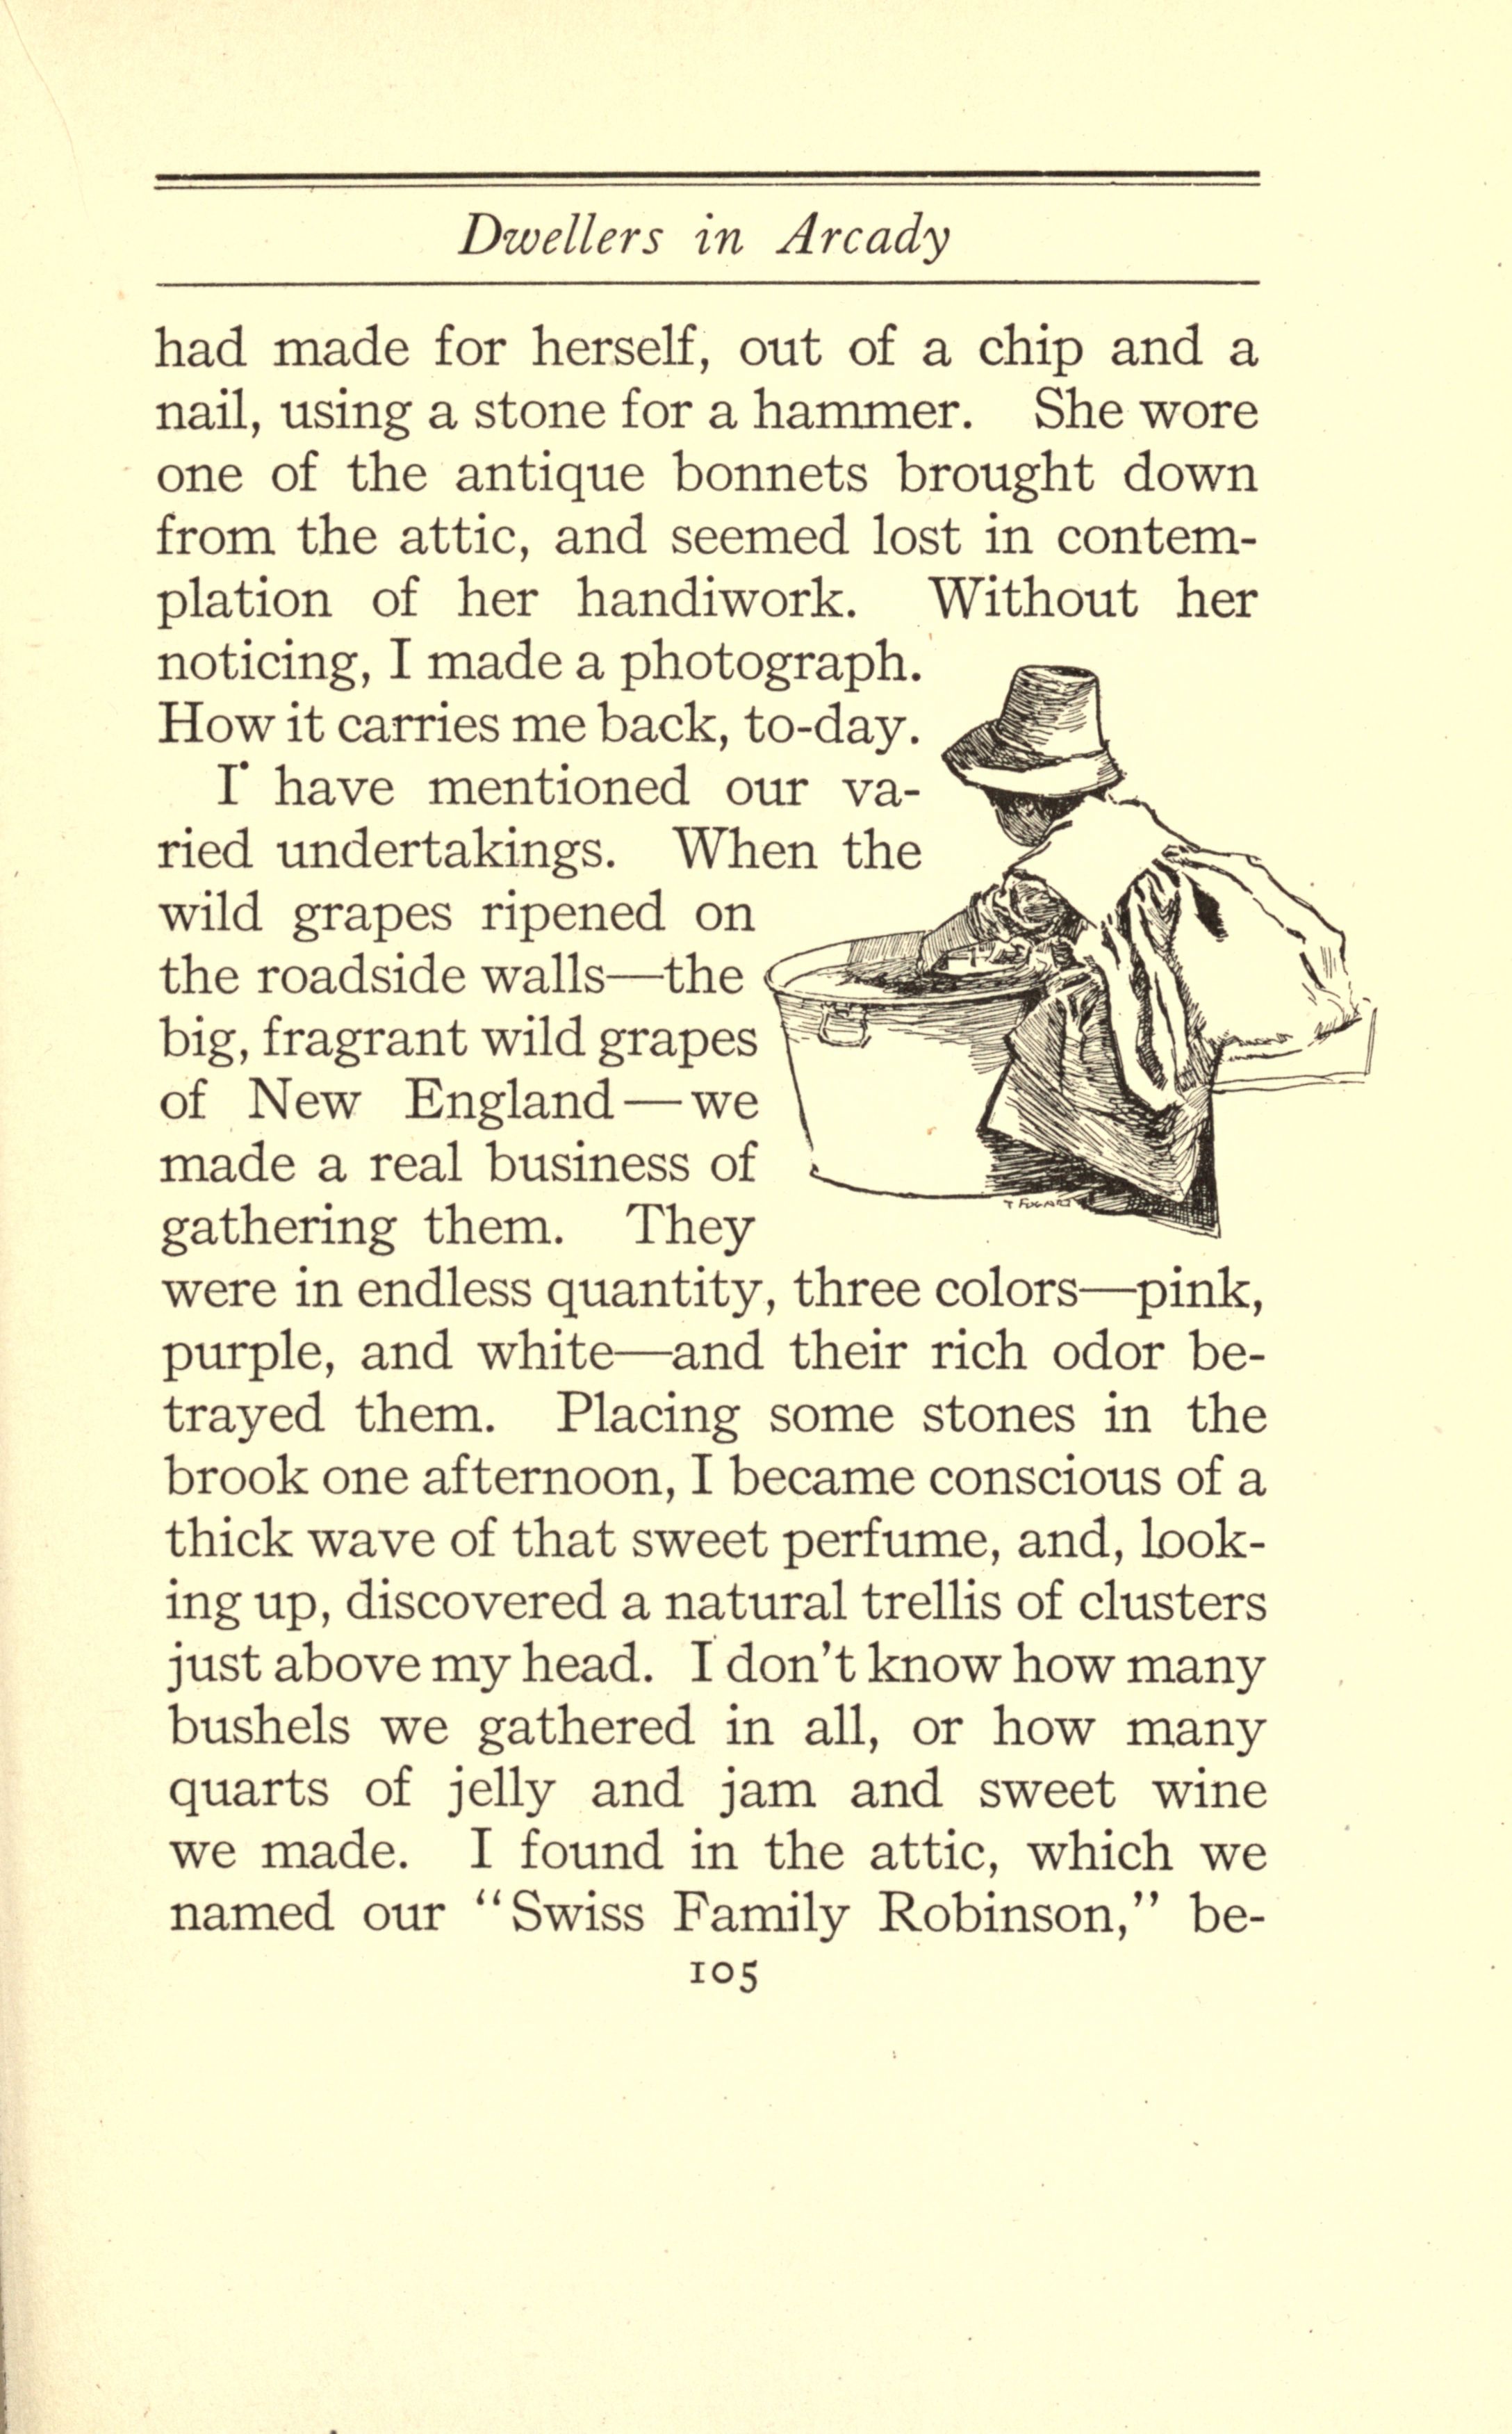 Dwellers in Arcady
had made for herself, out of a chip and a
nail, using a stone for a hammer. She wore
one of the antique bonnets brought down
from the attic, and seemed lost in contem-
plation of her handiwork. Without her
noticing, I made a photograph.
How it carries me back, to-day.
I have mentioned our va-
ried undertakings. When the
wild grapes ripened on
the roadside walls—the
big, fragrant wild grapes
of New England—we
made a real business of
gathering them. They
were in endless quantity, three colors—pink,
purple, and white—and their rich odor be-
trayed them. Placing some stones in the
brook one afternoon, I became conscious of a
thick wave of that sweet perfume, and, look-
ing up, discovered a natural trellis of clusters
just above my head. I don't know how many
bushels we gathered in all, or how many
quarts of jelly and jam and sweet wine
we made. I found in the attic, which we
named our "Swiss Family Robinson," be-
105